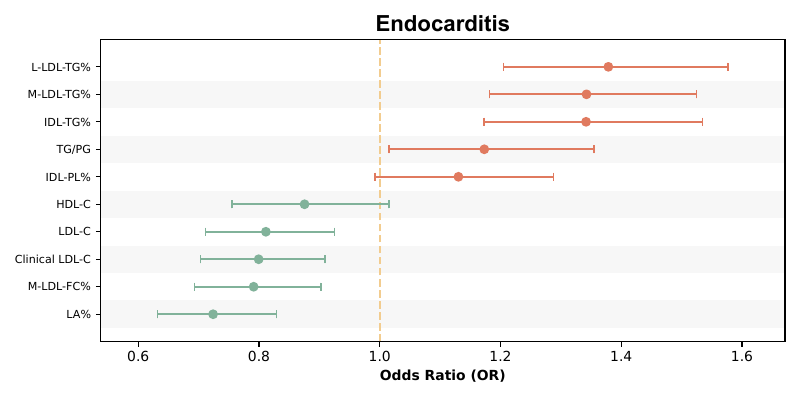 Endocarditis
L-LDL-TG%
M-LDL-TG%
IDL-TG%
TG/PG
IDL-PL%
HDL-C
LDL-C
Clinical LDL-C
M-LDL-FC%
LA%
0.6 0.8 1.0 1.2 1.4 1.6
Odds Ratio (OR)